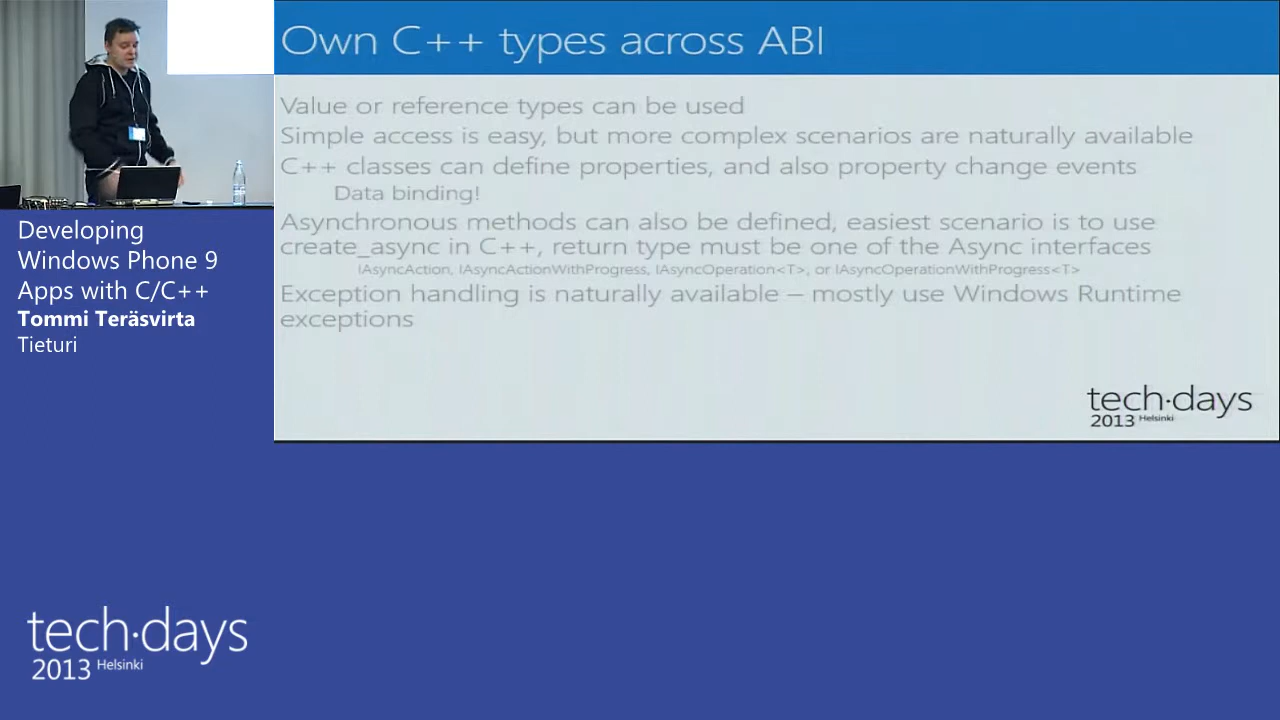 Own C++ types across ABI
Value or reference types can be used
Simple access is easy, but more complex scenarios are naturally available
C++ classes can define properties, and also property change events
Data binding!
Asynchronous methods can also be defined, easiest scenario is to use
create_async in C++, return type must be one of the Async interfaces
IAsyncAction, IAsyncActionWithProgress, IAsyncOperation<T>, or IAsyncOperationWithProgress<T>
Exception handling is naturally available – mostly use Windows Runtime
exceptions
tech·days
2013 Helsinki
Developing
Windows Phone 9
Apps with C/C++
Tommi Teräsvirta
Tieturi
tech·days
2013 Helsinki